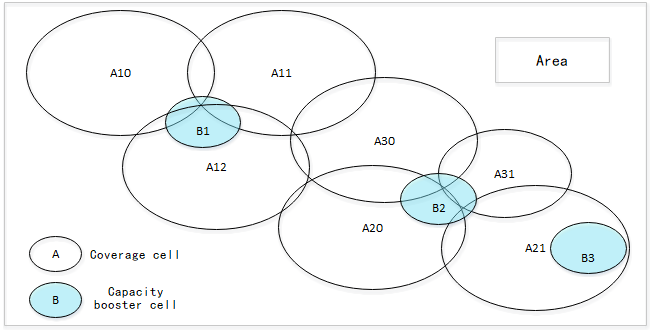 A10
A11
Area
B1
A30
A12
A31
B2
A20
A21
B3
A
Coverage cell
B
Capacity
booster cell